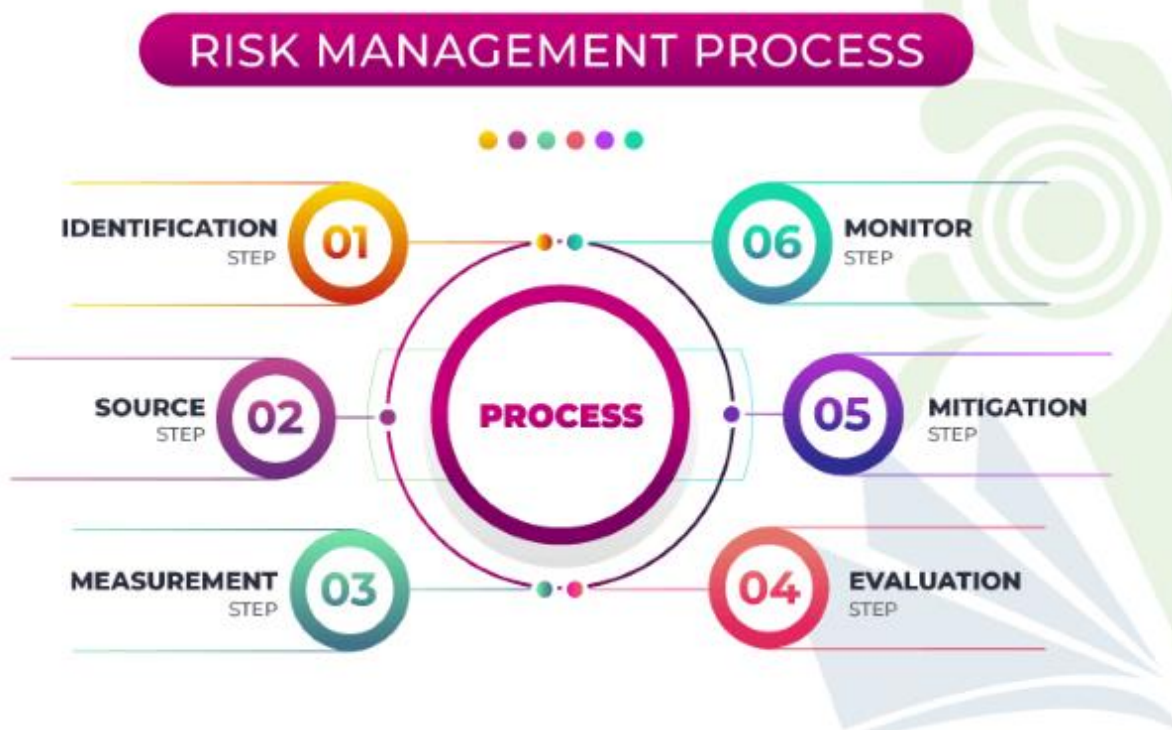 RISK MANAGEMENT PROCESS
01
IDENTIFICATION
STEP
02
SOURCE
STEP
03
MEASUREMENT
STEP
PROCESS
04
EVALUATION
STEP
05
MITIGATION
STEP
06
MONITOR
STEP